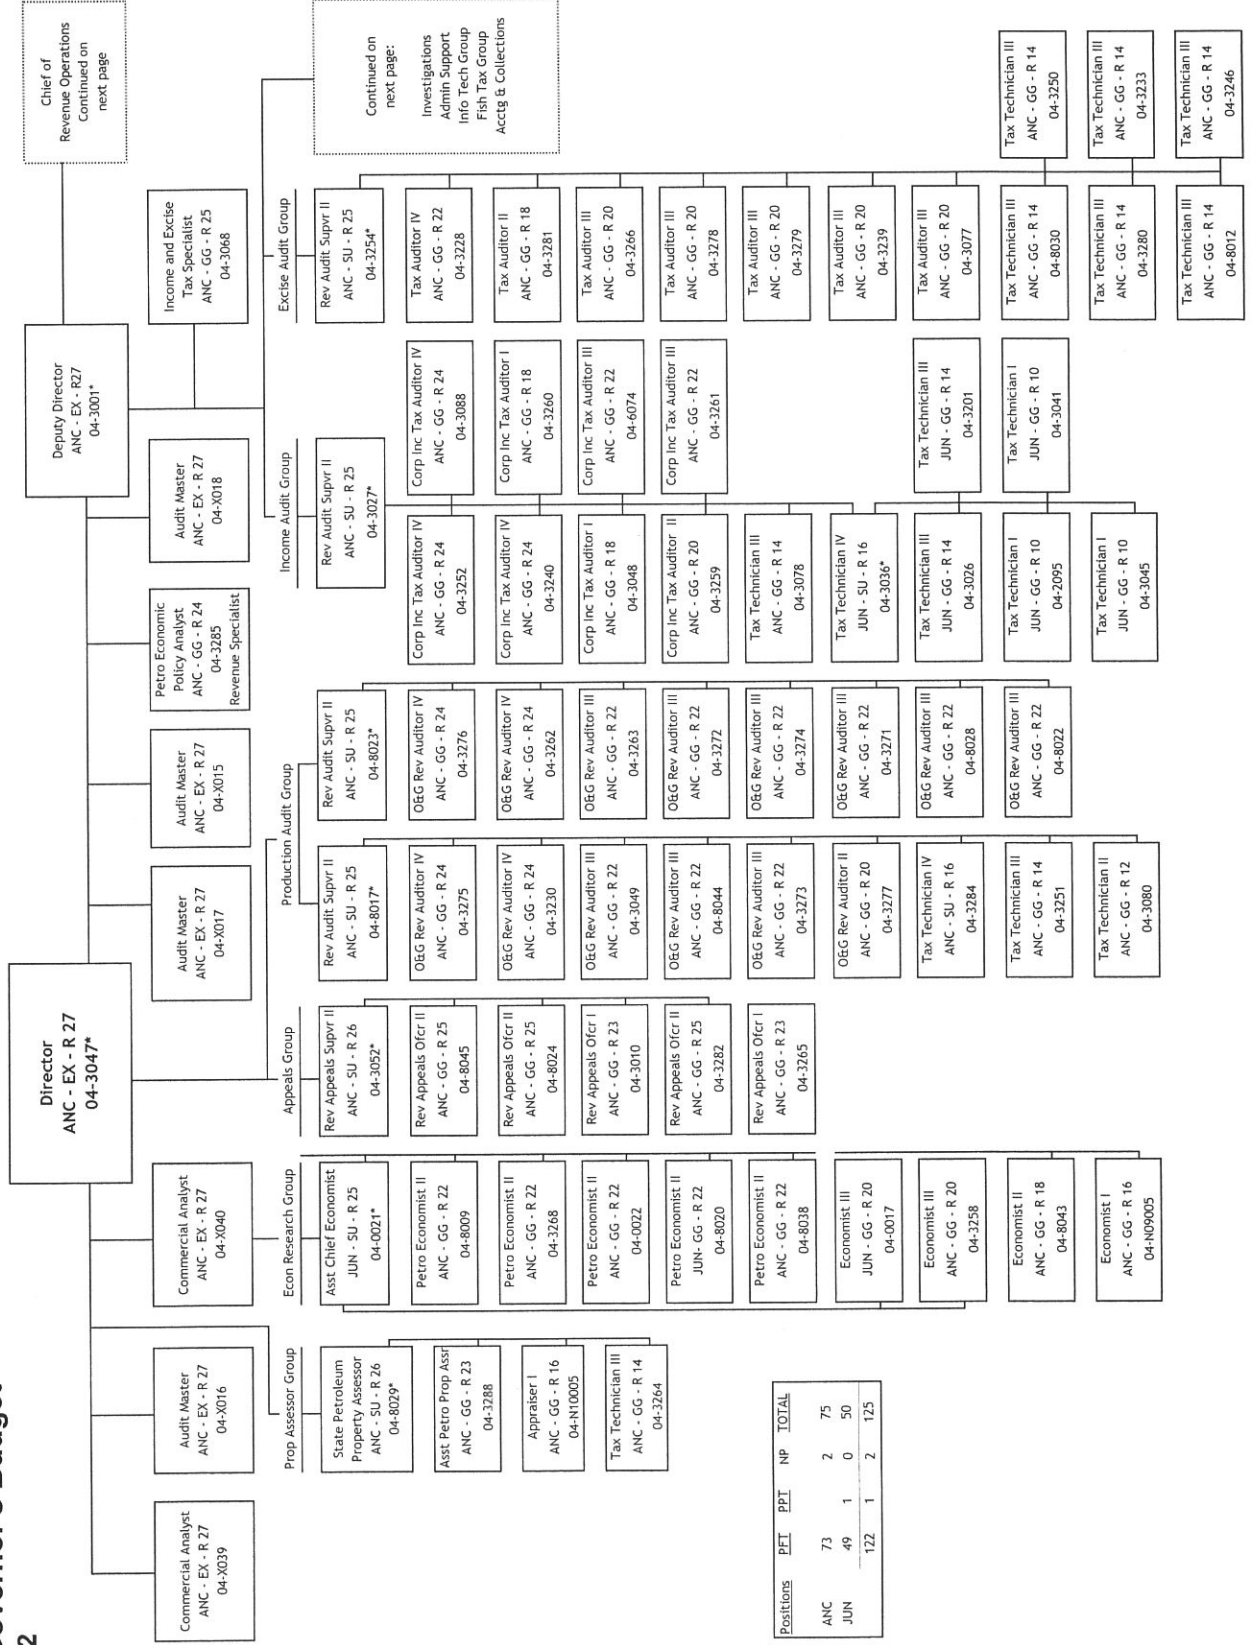 Budget
2
Director
ANC - EX - R 27
04-3047*
Deputy Director
ANC - EX - R27
04-3001*
Chief of
Revenue Operations
Continued on
next page
Commercial Analyst
ANC - EX - R 27
04-X039
Audit Master
ANC - EX - R 27
04-X016
Commercial Analyst
ANC - EX - R 27
04-X040
Audit Master
ANC - EX - R 27
04-X017
Audit Master
ANC - EX - R 27
04-X015
Petro Economic
Policy Analyst
ANC - GG - R 24
04-3285
Revenue Specialist
Audit Master
ANC - EX - R 27
04-X018
Income and Excise
Tax Specialist
ANC - GG - R 25
04-3068
Prop Assessor Group
State Petroleum
Property Assessor
ANC - SU - R 26
04-8029*
Asst Petro Prop Assr
ANC - GG - R 23
04-3288
Appraiser I
ANC - GG - R 16
04-N10005
Tax Technician III
ANC - GG - R 14
04-3264
Econ Research Group
Asst Chief Economist
JUN - SU - R 25
04-0021*
Petro Economist II
ANC - GG - R 22
04-8009
Petro Economist II
ANC - GG - R 22
04-3268
Petro Economist II
ANC - GG - R 22
04-0022
Petro Economist II
JUN- GG - R 22
04-8020
Petro Economist II
ANC - GG - R 22
04-8038
Economist III
JUN - GG - R 20
04-0017
Economist III
ANC - GG - R 20
04-3258
Economist II
ANC - GG - R 18
04-8043
Economist I
ANC - GG - R 16
04-N09005
Appeals Group
Rev Appeals Supvr II
ANC - SU - R 26
04-3052*
Rev Appeals Ofcr II
ANC - GG - R 25
04-8045
Rev Appeals Ofcr II
ANC - GG - R 25
04-8024
Rev Appeals Ofcr I
ANC - GG - R 23
04-3010
Rev Appeals Ofcr II
ANC - GG - R 25
04-3282
Rev Appeals Ofcr I
ANC - GG - R 23
04-3265
Production Audit Group
Rev Audit Supvr II
ANC - SU - R 25
04-8017*
O&G Rev Auditor IV
ANC - GG - R 24
04-3275
O&G Rev Auditor IV
ANC - GG - R 24
04-3230
O&G Rev Auditor III
ANC - GG - R 22
04-3049
O&G Rev Auditor III
ANC - GG - R 22
04-8044
O&G Rev Auditor III
ANC - GG - R 22
04-3273
O&G Rev Auditor II
ANC - GG - R 20
04-3277
Tax Technician IV
ANC - SU - R 16
04-3284
Tax Technician III
ANC - GG - R 14
04-3251
Tax Technician II
ANC - GG - R 12
04-3080
Rev Audit Supvr II
ANC - SU - R 25
04-8023*
O&G Rev Auditor IV
ANC - GG - R 24
04-3276
O&G Rev Auditor IV
ANC - GG - R 24
04-3262
O&G Rev Auditor III
ANC - GG - R 22
04-3263
O&G Rev Auditor III
ANC - GG - R 22
04-3272
O&G Rev Auditor III
ANC - GG - R 22
04-3274
O&G Rev Auditor III
ANC - GG - R 22
04-3271
O&G Rev Auditor III
ANC - GG - R 22
04-8028
O&G Rev Auditor III
ANC - GG - R 22
04-8022
Income Audit Group
Rev Audit Supvr II
ANC - SU - R 25
04-3027*
Corp Inc Tax Auditor IV
ANC - GG - R 24
04-3252
Corp Inc Tax Auditor IV
ANC - GG - R 24
04-3088
Corp Inc Tax Auditor IV
ANC - GG - R 24
04-3240
Corp Inc Tax Auditor I
ANC - GG - R 18
04-3260
Corp Inc Tax Auditor I
ANC - GG - R 18
04-3048
Corp Inc Tax Auditor III
ANC - GG - R 22
04-6074
Corp Inc Tax Auditor II
ANC - GG - R 20
04-3259
Corp Inc Tax Auditor III
ANC - GG - R 22
04-3261
Tax Technician III
ANC - GG - R 14
04-3078
Tax Technician IV
JUN - SU - R 16
04-3036*
Tax Technician III
JUN - GG - R 14
04-3026
Tax Technician III
JUN - GG - R 14
04-3201
Tax Technician I
JUN - GG - R 10
04-2095
Tax Technician I
JUN - GG - R 10
04-3041
Tax Technician I
JUN - GG - R 10
04-3045
Excise Audit Group
Rev Audit Supvr II
ANC - SU - R 25
04-3254*
Tax Auditor IV
ANC - GG - R 22
04-3228
Tax Auditor II
ANC - GG - R 18
04-3281
Tax Auditor III
ANC - GG - R 20
04-3266
Tax Auditor III
ANC - GG - R 20
04-3278
Tax Auditor III
ANC - GG - R 20
04-3279
Tax Auditor III
ANC - GG - R 20
04-3239
Tax Auditor III
ANC - GG - R 20
04-3077
Tax Technician III
ANC - GG - R 14
04-8030
Tax Technician III
ANC - GG - R 14
04-3250
Tax Technician III
ANC - GG - R 14
04-3280
Tax Technician III
ANC - GG - R 14
04-3233
Tax Technician III
ANC - GG - R 14
04-8012
Tax Technician III
ANC - GG - R 14
04-3246
Continued on
next page:
Investigations
Admin Support
Info Tech Group
Fish Tax Group
Acctg & Collections
Positions PFT PPT NP TOTAL
ANC 73 2 75
JUN 49 1 0 50
122 1 2 125